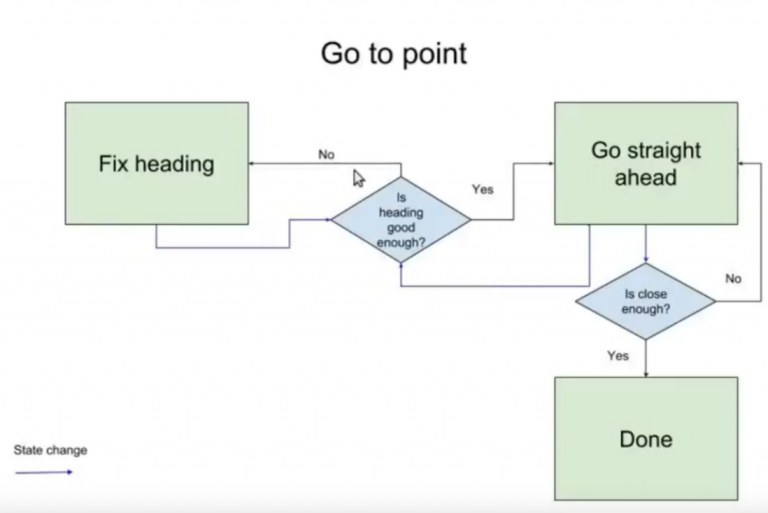 Go to point
Fix heading
No
Is
heading
good
enough?
Yes
Go straight
ahead
Is close
enough?
No
Yes
Done
State change